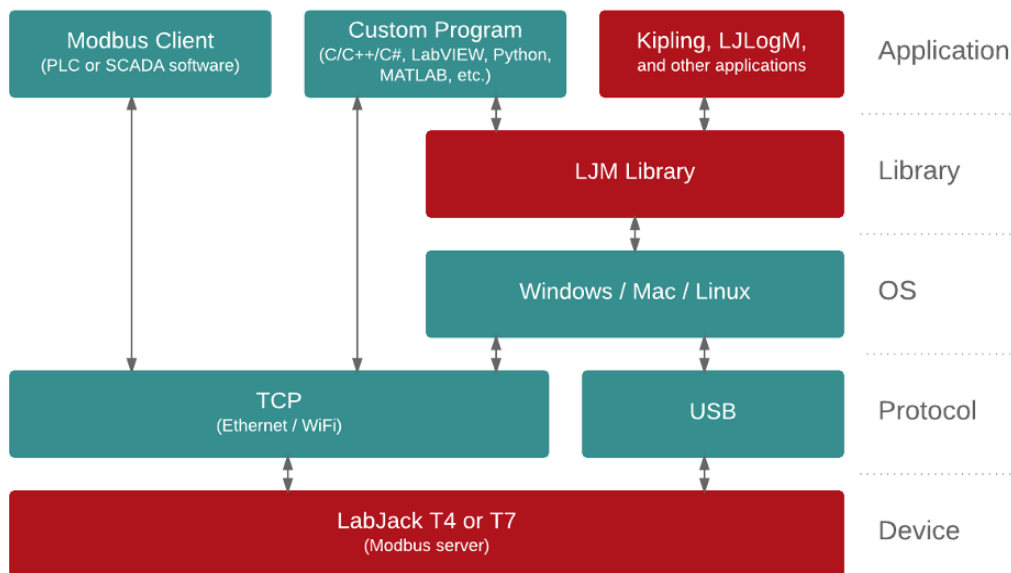 Modbus Client
(PLC or SCADA software)
Custom Program
(C/C++/C#, LabVIEW, Python,
MATLAB, etc.)
Kipling, LJLogM,
and other applications
Application
LJM Library
Library
Windows / Mac / Linux
OS
TCP
(Ethernet / WiFi)
USB
Protocol
LabJack T4 or T7
(Modbus server)
Device